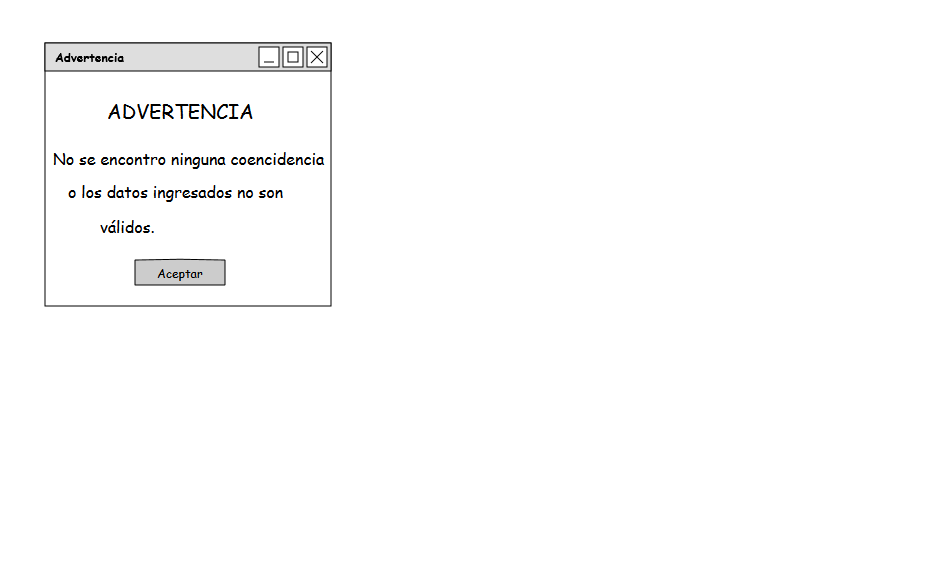 Advertencia
ADVERTENCIA
No se encontro ninguna coencidencia
o los datos ingresados no son
válidos.
Aceptar